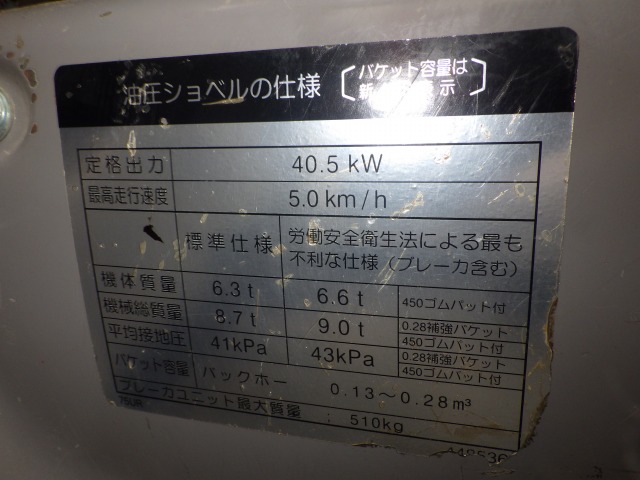 油圧ショベルの仕様
バケット容量は
新 示
定格出力 40.5 kW
最高走行速度 5.0 km/h
標準仕様 労働安全衛生法による最も
不利な仕様(ブレーカ含む)
機体質量 6.3 t 6.6 t 450ゴムパット付
機械総質量 8.7 t 9.0 t 0.28補強バケット
450ゴムパット付
平均接地圧 41kPa 43kPa 0.28補強バケット
450ゴムパット付
バケット容量 バックホー 0.13~0.28m³
ブレーカユニット最大質量 : 510kg
75UR